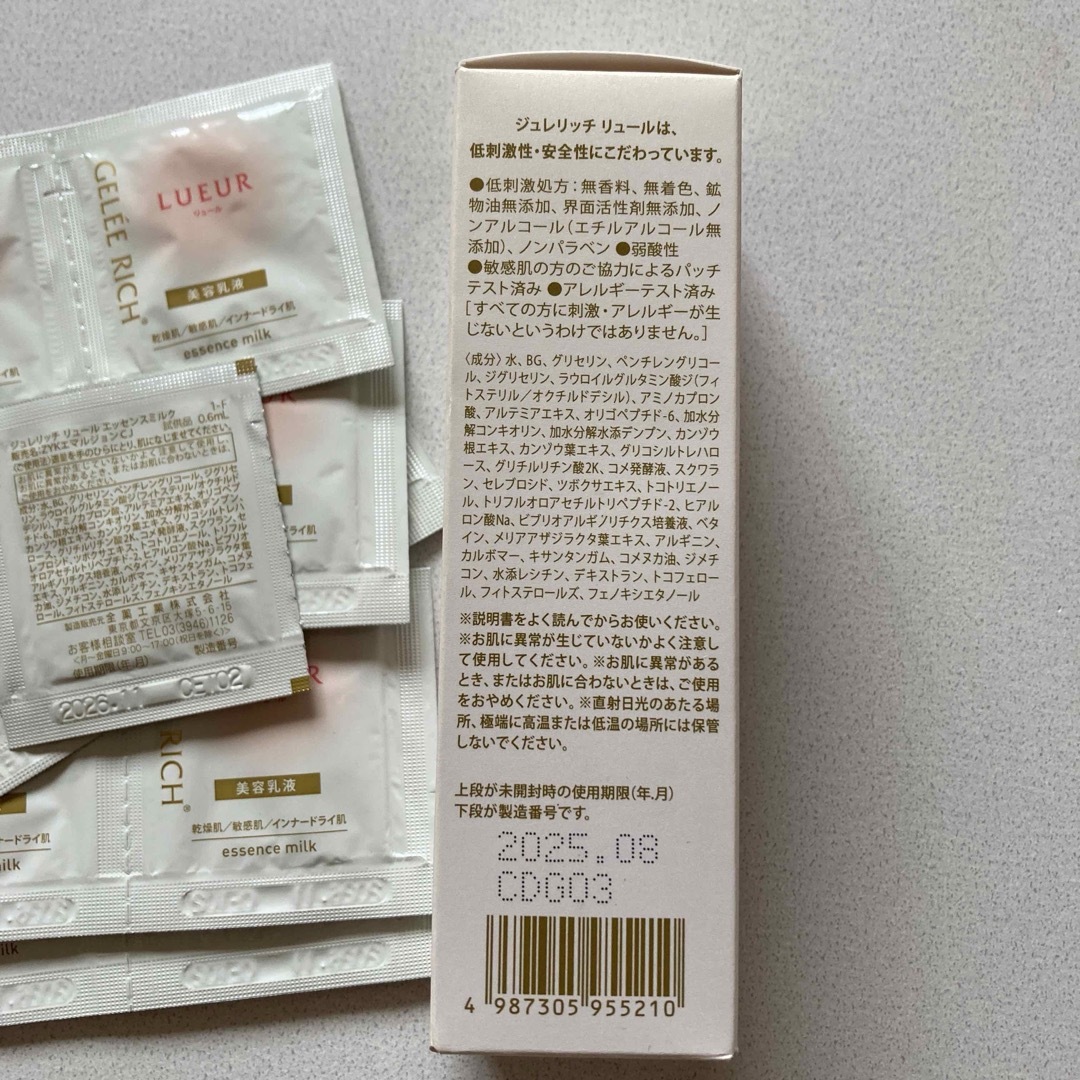 ジュレリッチ リュールは、
低刺激性・安全性にこだわっています。
●低刺激処方：無香料、無着色、鉱
物油無添加、界面活性剤無添加、ノ
ンアルコール（エチルアルコール無
添加）、ノンパラベン ●弱酸性
●敏感肌の方のご協力によるパッチ
テスト済み ●アレルギーテスト済み
［すべての方に刺激・アレルギーが生
じないというわけではありません。］
〈成分〉水、BG、グリセリン、ペンチレングリコー
ル、ジグリセリン、ラウロイルグルタミン酸ジ（フィ
トステリル／オクチルドデシル）、アミノカプロン
酸、アルテミアエキス、オリゴペプチド-6、加水分
解コンキオリン、加水分解水添デンプン、カンゾウ
根エキス、カンゾウ葉エキス、グリコシルトレハロ
ース、グリチルリチン酸2K、コメ発酵液、スクワラ
ン、セレブロシド、ツボクサエキス、トコトリエノー
ル、トリフルオロアセチルトリペプチド-2、ヒアル
ロン酸Na、ビブリオアルギノリチクス培養液、ベタ
イン、メリアアザジラクタ葉エキス、アルギニン、
カルボマー、キサンタンガム、コメヌカ油、ジメチ
コン、水添レシチン、デキストラン、トコフェロー
ル、フィトステロールズ、フェノキシエタノール
※説明書をよく読んでからお使いください。
※お肌に異常が生じていないかよく注意し
て使用してください。※お肌に異常がある
とき、またはお肌に合わないときは、ご使用
をおやめください。※直射日光のあたる場
所、極端に高温または低温の場所には保管
しないでください。
上段が未開封時の使用期限(年.月)
下段が製造番号です。
2025.08
CDG03
4 987305 955210
GELÉE RICH®
LUEUR
リュール
美容乳液
乾燥肌／敏感肌／インナードライ肌
essence milk
1-F
ジュレリッチ リュール エッセンスミルク
試供品 0.6mL
販売名:ZYKエマルジョンCJ
製造販売元 全薬工業株式会社
東京都文京区大塚5-6-15
お客様相談室 TEL03(3946)1126
<月～金曜日9:00～17:00(祝日を除く)>
使用期限(年.月) 製造番号
2026.11 CET02
RICH®
美容乳液
乾燥肌／敏感肌／インナードライ肌
essence milk